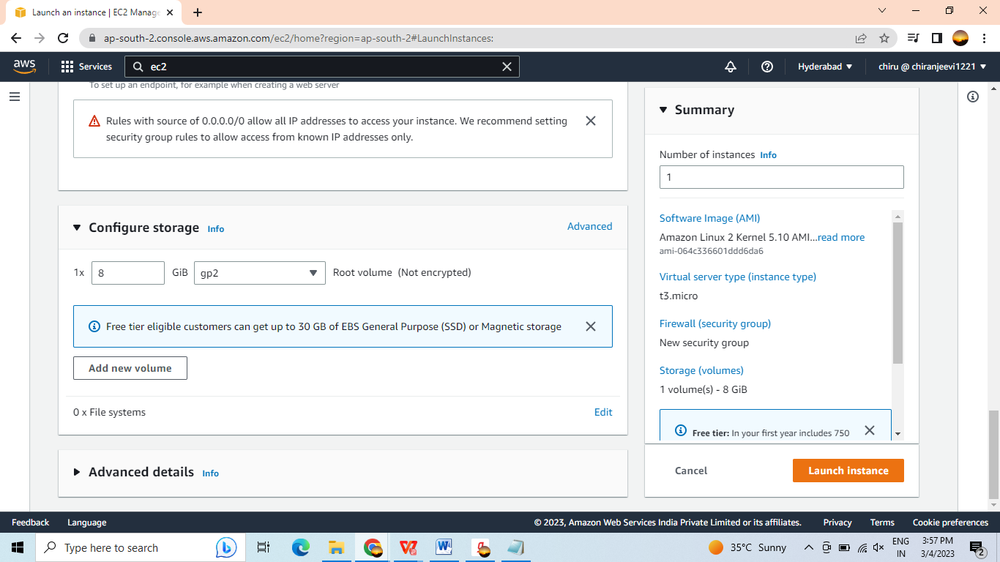 Launch an instance | EC2 Manage
ap-south-2.console.aws.amazon.com/ec2/home?region=ap-south-2#LaunchInstances:
aws
Services
ec2
Hyderabad
chiru @ chiranjeevi1221
To set up an endpoint, for example when creating a web server
Rules with source of 0.0.0.0/0 allow all IP addresses to access your instance. We recommend setting
security group rules to allow access from known IP addresses only.
Configure storage Info
Advanced
1x 8 GiB gp2 Root volume (Not encrypted)
Free tier eligible customers can get up to 30 GB of EBS General Purpose (SSD) or Magnetic storage
Add new volume
0 x File systems
Edit
Advanced details Info
Summary
Number of instances Info
1
Software Image (AMI)
Amazon Linux 2 Kernel 5.10 AMI...read more
ami-064c336601ddd6da6
Virtual server type (instance type)
t3.micro
Firewall (security group)
New security group
Storage (volumes)
1 volume(s) - 8 GiB
Free tier: In your first year includes 750
Cancel
Launch instance
Feedback
Language
© 2023, Amazon Web Services India Private Limited or its affiliates.
Privacy
Terms
Cookie preferences
Type here to search
35°C Sunny
ENG
IN
3:57 PM
3/4/2023
2